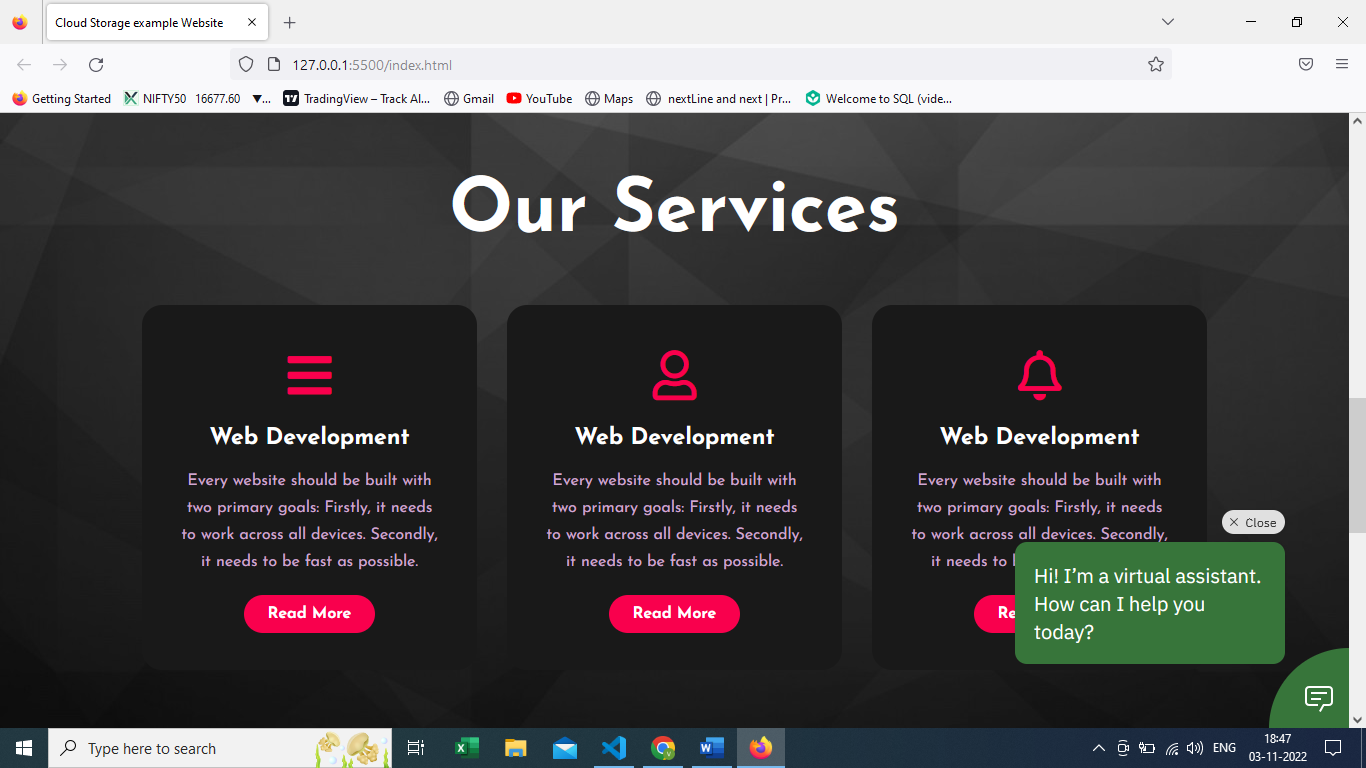 Cloud Storage example Website
127.0.0.1:5500/index.html
Getting Started NIFTY50 16677.60 ▼... TradingView – Track Al... Gmail YouTube Maps nextLine and next | Pr... Welcome to SQL (vide...
Our Services
Web Development Web Development Web Development
Every website should be built with Every website should be built with Every website should be built with
two primary goals: Firstly, it needs two primary goals: Firstly, it needs two primary goals: Firstly, it needs
to work across all devices. Secondly, to work across all devices. Secondly, to work across all devices. Secondly,
it needs to be fast as possible. it needs to be fast as possible. it needs to
Read More Read More Re
Close
Hi! I'm a virtual assistant.
How can I help you
today?
Type here to search
ENG 18:47
03-11-2022